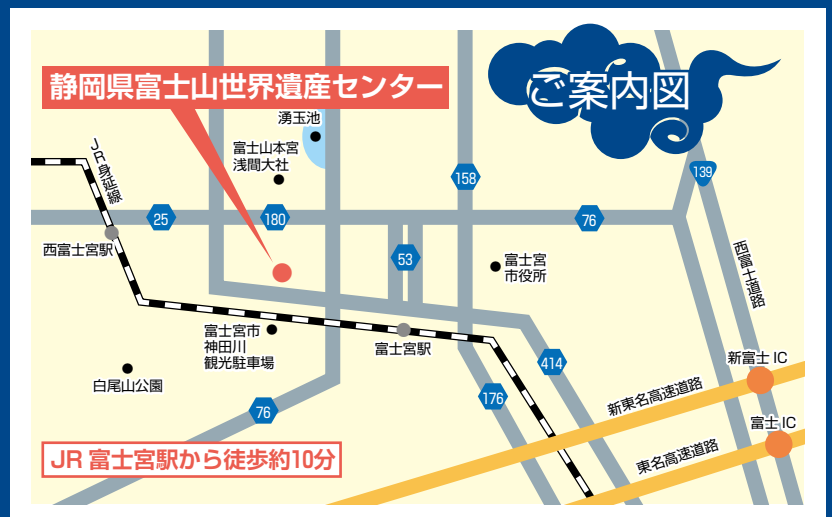 ご案内図
静岡県富士山世界遺産センター
湧玉池
富士山本宮
浅間大社
JR身延線
158
139
25
180
76
西富士宮駅
53
富士宮
市役所
西富士道路
富士宮市
神田川
観光駐車場
富士宮駅
白尾山公園
414
新富士 IC
76
176
新東名高速道路
富士 IC
東名高速道路
JR 富士宮駅から徒歩約10分